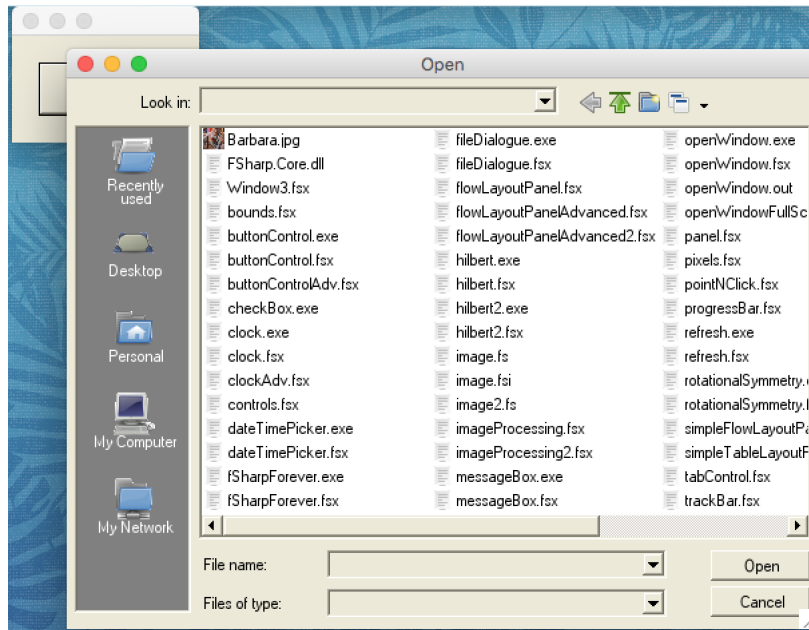 Open
Look in:
Recently
used
Desktop
Personal
My Computer
My Network
Barbara.jpg
FSharp.Core.dll
Window3.fsx
bounds.fsx
buttonControl.exe
buttonControl.fsx
buttonControlAdv.fsx
checkBox.exe
clock.exe
clock.fsx
clockAdv.fsx
controls.fsx
dateTimePicker.exe
dateTimePicker.fsx
fSharpForever.exe
fSharpForever.fsx
fileDialogue.exe
fileDialogue.fsx
flowLayoutPanel.fsx
flowLayoutPanelAdvanced.fsx
flowLayoutPanelAdvanced2.fsx
hilbert.exe
hilbert.fsx
hilbert2.exe
hilbert2.fsx
image.fs
image.fsi
image2.fs
imageProcessing.fsx
imageProcessing2.fsx
messageBox.exe
messageBox.fsx
openWindow.exe
openWindow.fsx
openWindow.out
openWindowFullSc
panel.fsx
pixels.fsx
pointNClick.fsx
progressBar.fsx
refresh.exe
refresh.fsx
rotationalSymmetry.
rotationalSymmetry.
simpleFlowLayoutP
simpleTableLayout
tabControl.fsx
trackBar.fsx
File name:
Open
Files of type:
Cancel